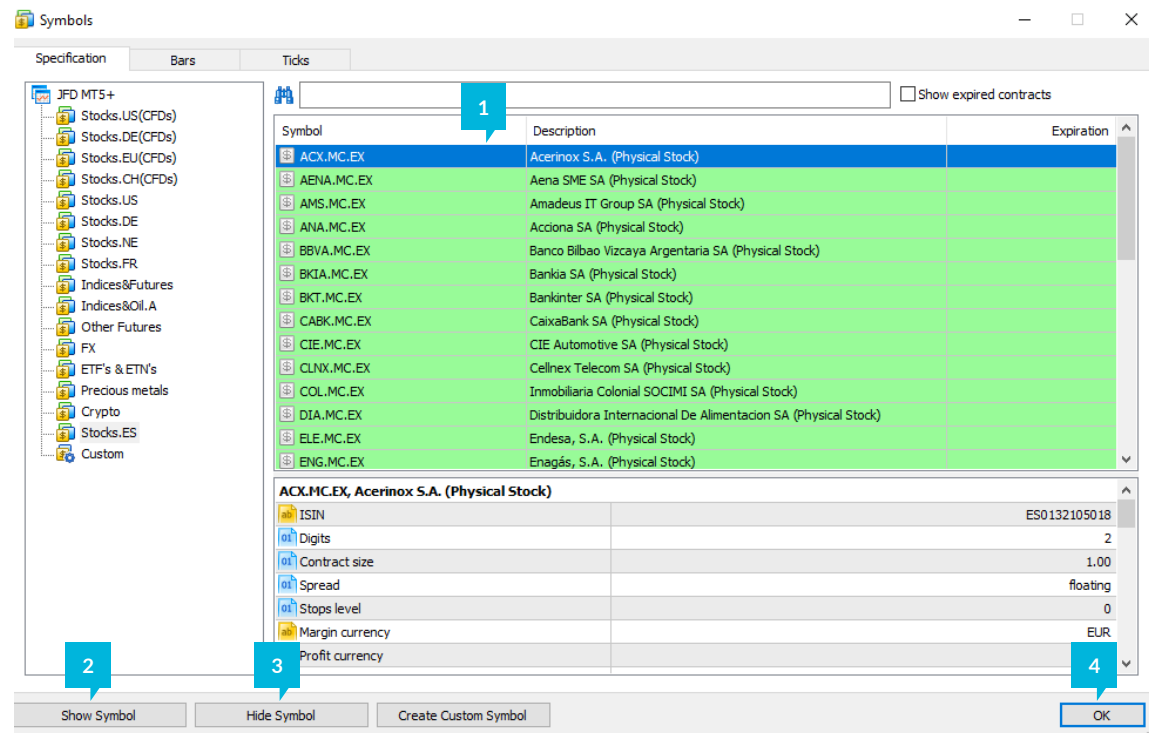 Symbols
Specification Bars Ticks
JFD MT5+
Stocks.US(CFDs)
Stocks.DE(CFDs)
Stocks.EU(CFDs)
Stocks.CH(CFDs)
Stocks.US
Stocks.DE
Stocks.NE
Stocks.FR
Indices&Futures
Indices&Oil.A
Other Futures
FX
ETF's & ETN's
Precious metals
Crypto
Stocks.ES
Custom
Show expired contracts
1
Symbol Description Expiration
ACX.MC.EX Acerinox S.A. (Physical Stock)
AENA.MC.EX Aena SME SA (Physical Stock)
AMS.MC.EX Amadeus IT Group SA (Physical Stock)
ANA.MC.EX Acciona SA (Physical Stock)
BBVA.MC.EX Banco Bilbao Vizcaya Argentaria SA (Physical Stock)
BKIA.MC.EX Bankia SA (Physical Stock)
BKT.MC.EX Bankinter SA (Physical Stock)
CABK.MC.EX CaixaBank SA (Physical Stock)
CIE.MC.EX CIE Automotive SA (Physical Stock)
CLNX.MC.EX Cellnex Telecom SA (Physical Stock)
COL.MC.EX Inmobiliaria Colonial SOCIMI SA (Physical Stock)
DIA.MC.EX Distribuidora Internacional De Alimentacion SA (Physical Stock)
ELE.MC.EX Endesa, S.A. (Physical Stock)
ENG.MC.EX Enagás, S.A. (Physical Stock)
ACX.MC.EX, Acerinox S.A. (Physical Stock)
ab ISIN ES0132105018
01 Digits 2
01 Contract size 1.00
01 Spread floating
01 Stops level 0
ab Margin currency EUR
Profit currency
2 3 4
Show Symbol Hide Symbol Create Custom Symbol OK